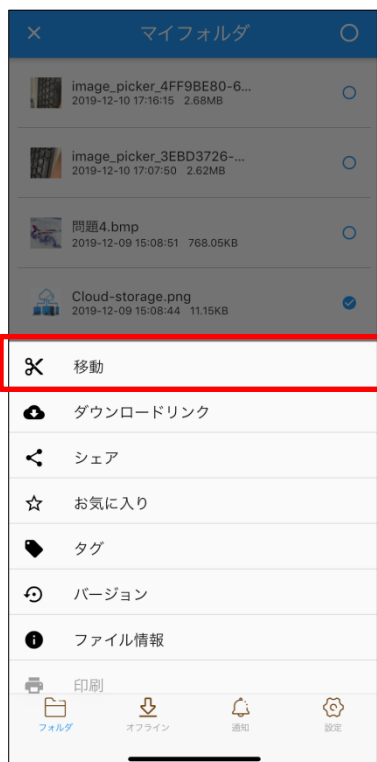 マイフォルダ
image_picker_4FF9BE80-6...
2019-12-10 17:16:15 2.68MB
image_picker_3EBD3726-...
2019-12-10 17:07:50 2.62MB
問題4.bmp
2019-12-09 15:08:51 768.05KB
Cloud-storage.png
2019-12-09 15:08:44 11.15KB
移動
ダウンロードリンク
シェア
お気に入り
タグ
バージョン
ファイル情報
印刷
フォルダ オフライン 通知 設定